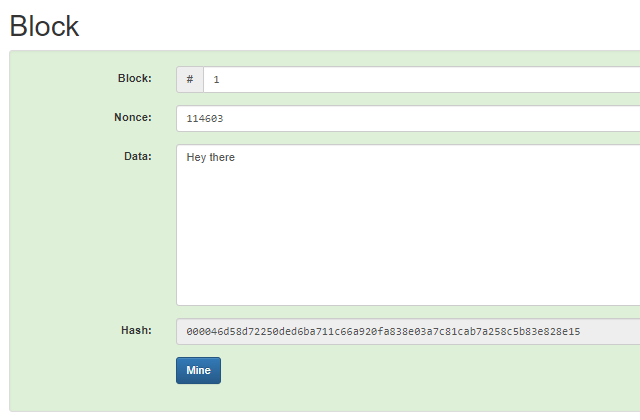 Block
Block: # 1
Nonce: 114603
Data: Hey there
Hash: 000046d58d72250ded6ba711c66a920fa838e03a7c81cab7a258c5b83e828e15
Mine